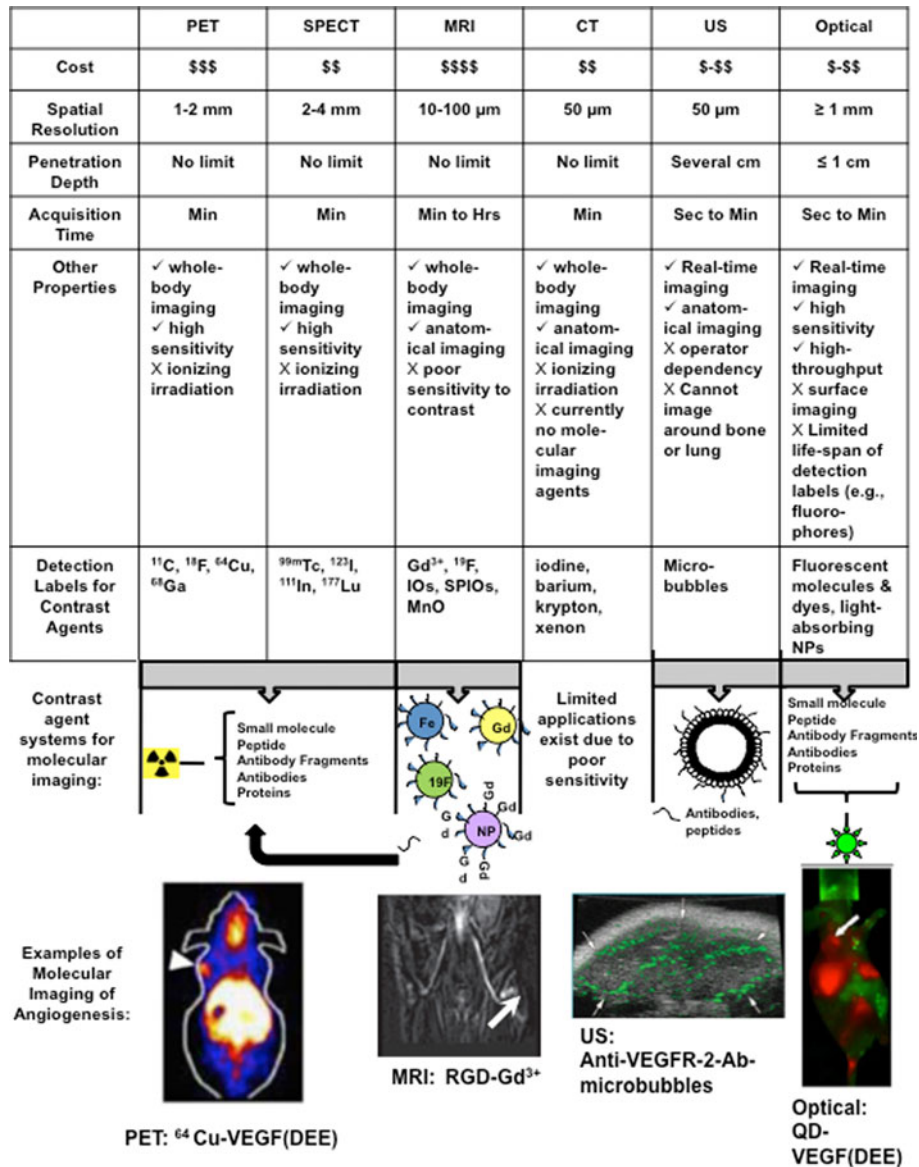 PET SPECT MRI CT US Optical
Cost $$$ $$ $$$$ $$ $-$$ $-$$
Spatial Resolution 1-2 mm 2-4 mm 10-100 µm 50 µm 50 µm ≥ 1 mm
Penetration Depth No limit No limit No limit No limit Several cm ≤ 1 cm
Acquisition Time Min Min Min to Hrs Min Sec to Min Sec to Min
Other Properties
✓ whole-
body
imaging
✓ high
sensitivity
X ionizing
irradiation
✓ whole-
body
imaging
✓ high
sensitivity
X ionizing
irradiation
✓ whole-
body
imaging
✓ anatom-
ical imaging
X poor
sensitivity to
contrast
✓ whole-
body
imaging
✓ anatom-
ical imaging
X ionizing
irradiation
X currently
no mole-
cular
imaging
agents
✓ Real-time
imaging
✓ anatom-
ical imaging
X operator
dependency
X Cannot
image
around bone
or lung
✓ Real-time
imaging
✓ high
sensitivity
✓ high-
throughput
X surface
imaging
X Limited
life-span of
detection
labels (e.g.,
fluoro-
phores)
Detection
Labels for
Contrast
Agents
¹¹C, ¹⁸F, ⁶⁴Cu,
⁶⁸Ga
⁹⁹ᵐTc, ¹²³I,
¹¹¹In, ¹⁷⁷Lu
Gd³⁺, ¹⁹F,
IOs, SPIOs,
MnO
iodine,
barium,
krypton,
xenon
Micro-
bubbles
Fluorescent
molecules &
dyes, light-
absorbing
NPs
Contrast
agent
systems for
molecular
imaging:
Small molecule
Peptide
Antibody Fragments
Antibodies
Proteins
Fe
Gd
19F
NP
Gd
Gd
Gd
Gd
Gd
Gd
Limited
applications
exist due to
poor
sensitivity
Antibodies,
peptides
Small molecule
Peptide
Antibody Fragments
Antibodies
Proteins
Examples of
Molecular
Imaging of
Angiogenesis:
PET: ⁶⁴Cu-VEGF(DEE)
MRI: RGD-Gd³⁺
US:
Anti-VEGFR-2-Ab-
microbubbles
Optical:
QD-
VEGF(DEE)